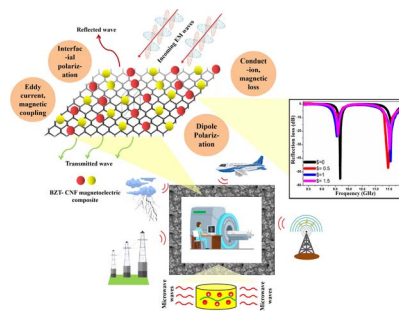 Reflected wave
Incoming EM waves
Interfac
-ial
polariz-
ation
Conduct
-ion,
magnetic
loss
Eddy
current,
magnetic
coupling
Dipole
Polariz-
ation
Transmitted wave
BZT- CNF magnetoelectric
composite
Reflection loss (dB)
S=0
S= 0.5
S=1
S= 1.5
Frequency (GHz)
Microwave
waves
Microwave
waves